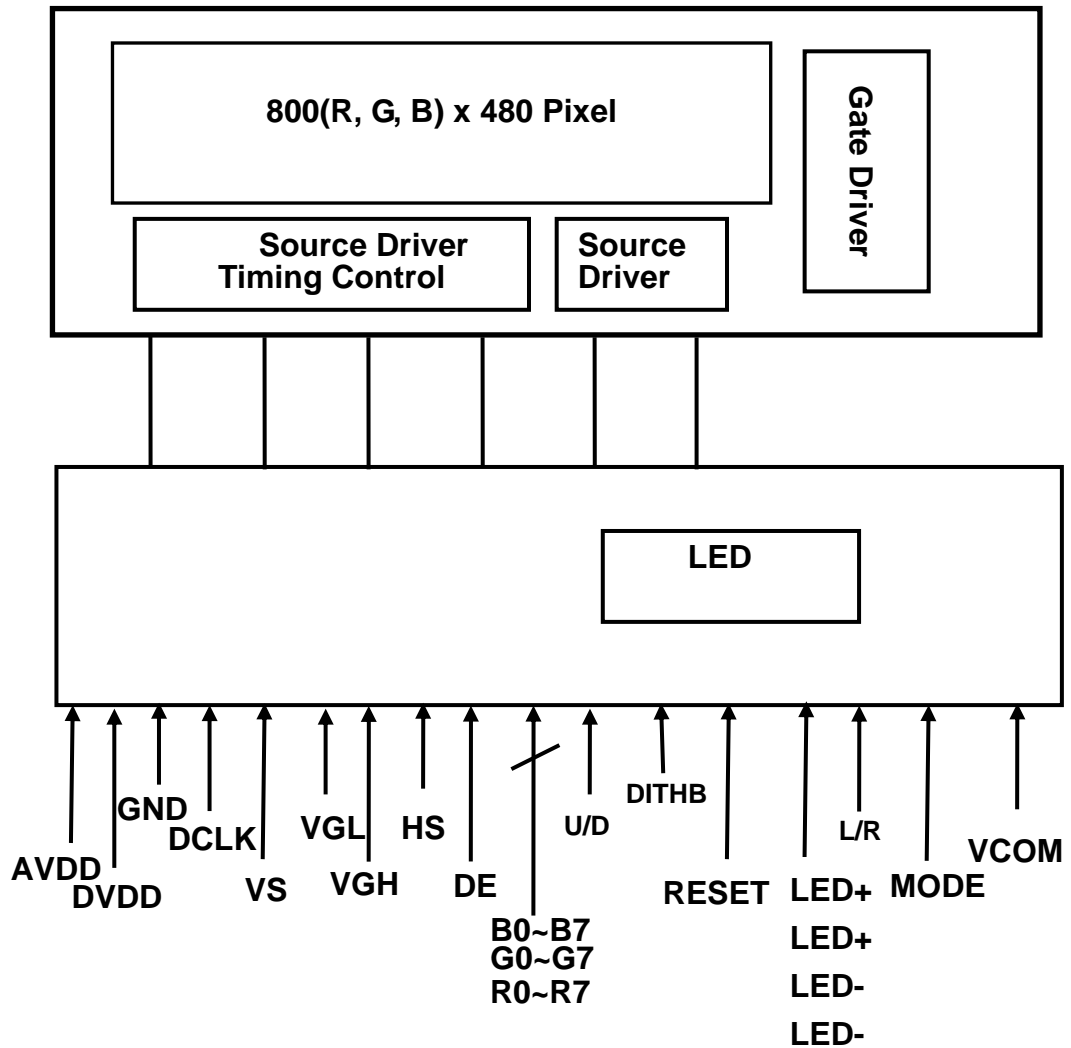 800(R, G, B) x 480 Pixel
Gate Driver
Source Driver
Timing Control
Source
Driver
LED
AVDD
DVDD
GND
DCLK
VS
VGL
VGH
HS
DE
B0~B7
G0~G7
R0~R7
U/D
DITHB
RESET
LED+
LED+
LED-
LED-
L/R
MODE
VCOM